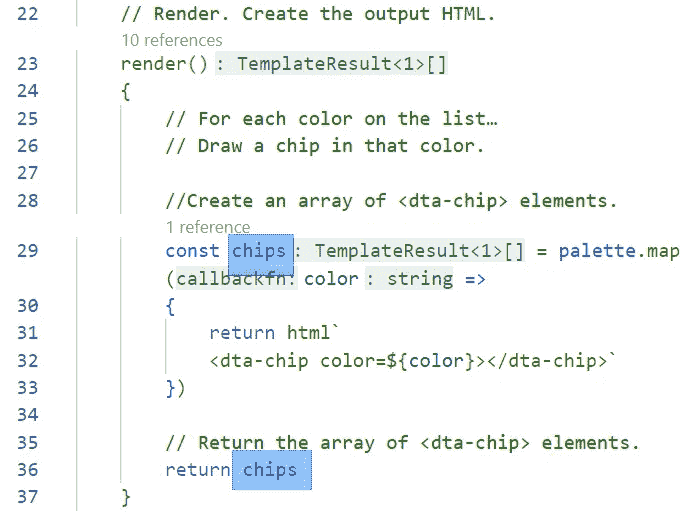 22 // Render. Create the output HTML.
10 references
23 render() : TemplateResult<1>[]
24 {
25 // For each color on the list…
26 // Draw a chip in that color.
27
28 //Create an array of <dta-chip> elements.
1 reference
29 const chips : TemplateResult<1>[] = palette.map
(callbackfn: color : string =>
30 {
31 return html`
32 <dta-chip color=${color}></dta-chip>`
33 })
34
35 // Return the array of <dta-chip> elements.
36 return chips
37 }